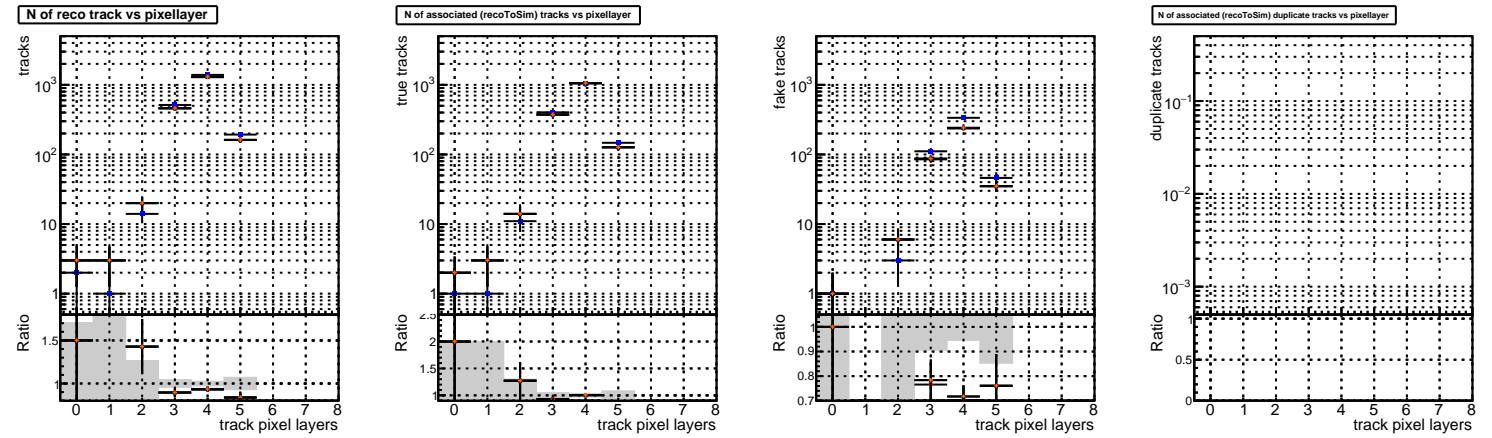 N of reco track vs pixellayer
tracks
10³
10²
10
1
Ratio
1.5
1
0 1 2 3 4 5 6 7 8
track pixel layers
N of associated (recoToSim) tracks vs pixellayer
true tracks
10³
10²
10
1
Ratio
2.5
2
1.5
1
0 1 2 3 4 5 6 7 8
track pixel layers
fake tracks
10³
10²
10
1
Ratio
1
0.9
0.8
0.7
0 1 2 3 4 5 6 7 8
track pixel layers
N of associated (recoToSim) duplicate tracks vs pixellayer
duplicate tracks
10⁻¹
10⁻²
10⁻³
Ratio
1
0.5
0
0 1 2 3 4 5 6 7 8
track pixel layers